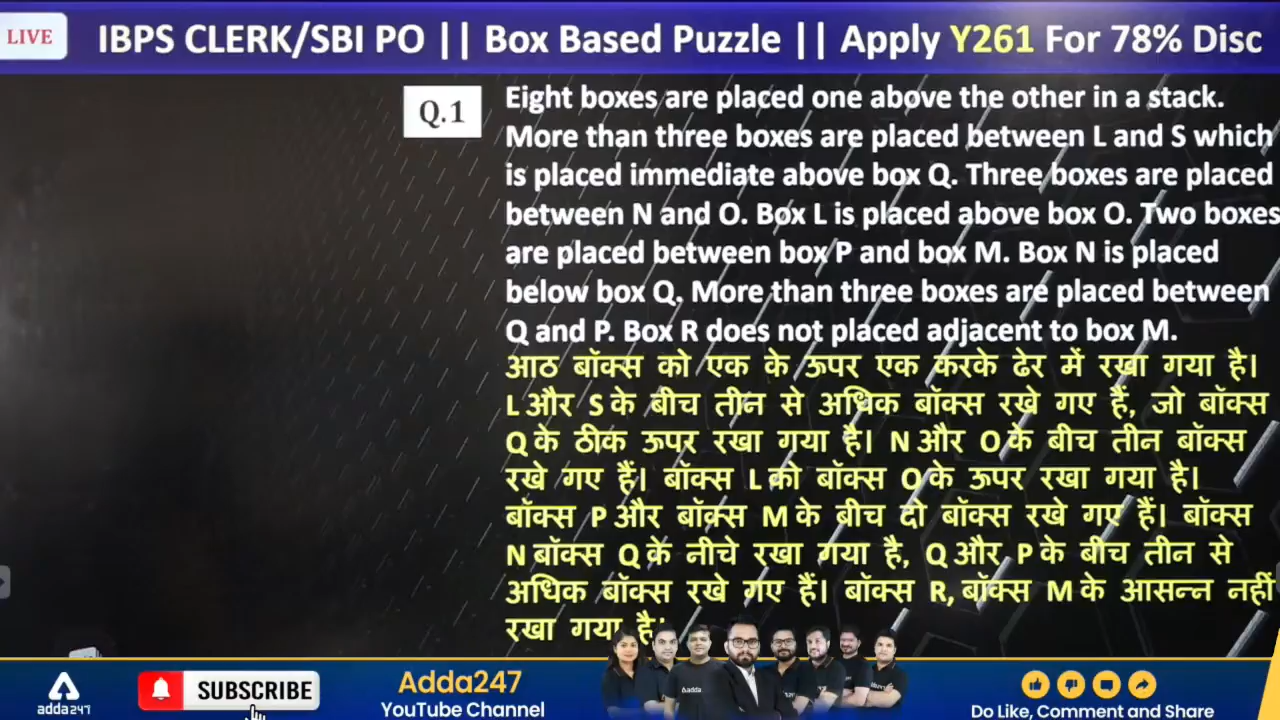 LIVE
IBPS CLERK/SBI PO || Box Based Puzzle || Apply Y261 For 78% Disc
Q.1
Eight boxes are placed one above the other in a stack.
More than three boxes are placed between L and S which
is placed immediate above box Q. Three boxes are placed
between N and O. Box L is placed above box O. Two boxes
are placed between box P and box M. Box N is placed
below box Q. More than three boxes are placed between
Q and P. Box R does not placed adjacent to box M.
आठ बॉक्स को एक के ऊपर एक करके ढेर में रखा गया है।
L और S के बीच तीन से अधिक बॉक्स रखे गए हैं, जो बॉक्स
Q के ठीक ऊपर रखा गया है। N और O के बीच तीन बॉक्स
रखे गए हैं। बॉक्स L को बॉक्स O के ऊपर रखा गया है।
बॉक्स P और बॉक्स M के बीच दो बॉक्स रखे गए हैं। बॉक्स
N बॉक्स Q के नीचे रखा गया है, Q और P के बीच तीन से
अधिक बॉक्स रखे गए हैं। बॉक्स R, बॉक्स M के आसन्न नहीं
रखा गया है।
adda247
SUBSCRIBE
Adda247
YouTube Channel
Do Like, Comment and Share